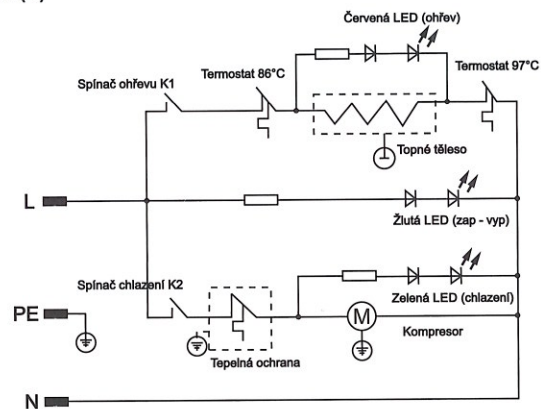 Červená LED (ohřev)
Spínač ohřevu K1
Termostat 86°C
Termostat 97°C
Topné těleso
L
Žlutá LED (zap - vyp)
Spínač chlazení K2
Zelená LED (chlazení)
PE
M
Kompresor
Tepelná ochrana
N